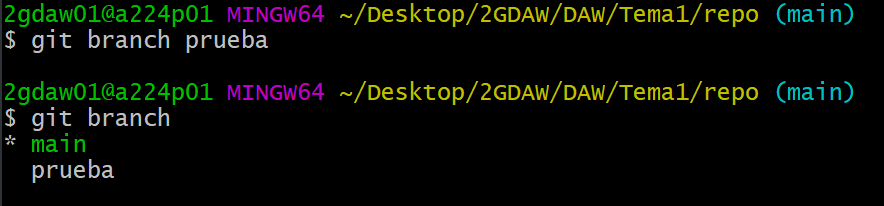 2gdaw01@a224p01 MINGW64 ~/Desktop/2GDAW/DAW/Tema1/repo (main)
$ git branch prueba
2gdaw01@a224p01 MINGW64 ~/Desktop/2GDAW/DAW/Tema1/repo (main)
$ git branch
* main
prueba